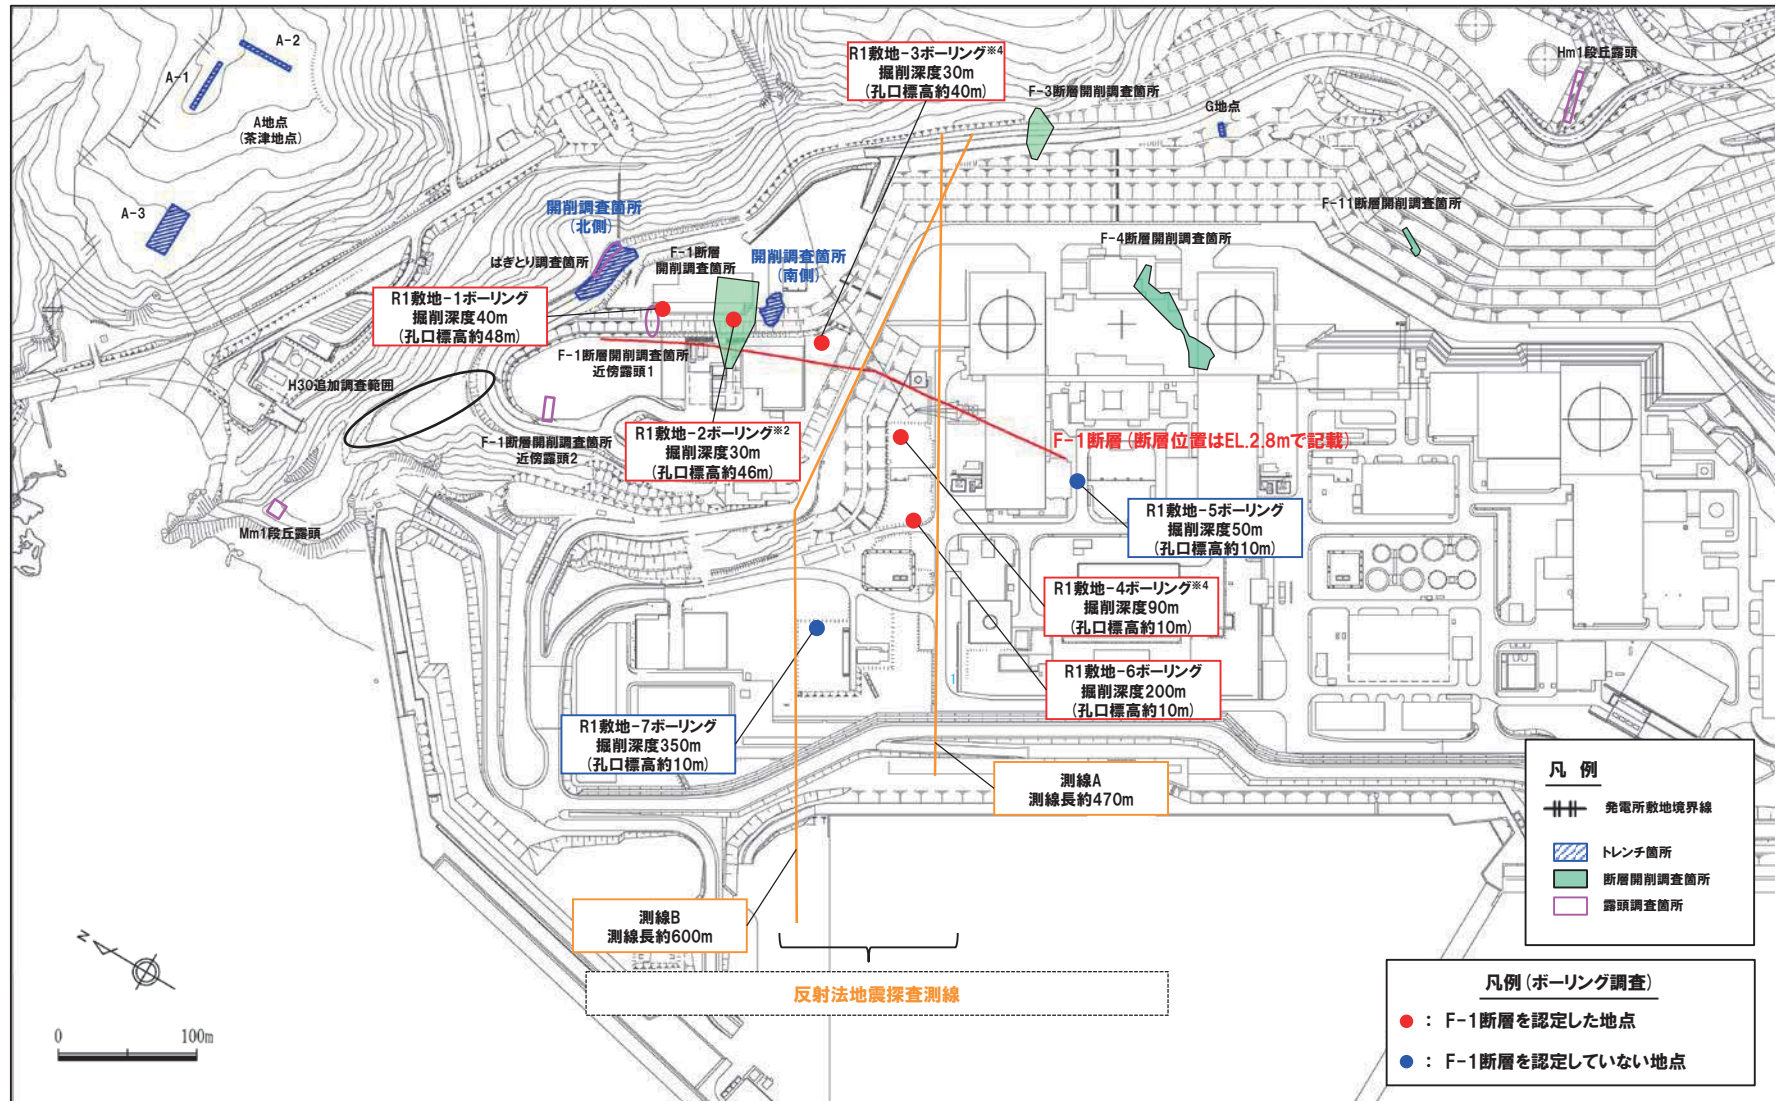 A-2
A-1
A地点
(茶津地点)
A-3
R1敷地-3ボーリング※4
掘削深度30m
(孔口標高約40m)
F-3断層開削調査箇所
G地点
Hm1段丘露頭
開削調査箇所
(北側)
はぎとり調査箇所
F-1断層
開削調査箇所
開削調査箇所
(南側)
F-11断層開削調査箇所
F-4断層開削調査箇所
R1敷地-1ボーリング
掘削深度40m
(孔口標高約48m)
F-1断層開削調査箇所
近傍露頭1
H30追加調査範囲
F-1断層開削調査箇所
近傍露頭2
R1敷地-2ボーリング※2
掘削深度30m
(孔口標高約46m)
F-1断層(断層位置はEL.2.8mで記載)
Mm1段丘露頭
R1敷地-5ボーリング
掘削深度50m
(孔口標高約10m)
R1敷地-4ボーリング※4
掘削深度90m
(孔口標高約10m)
R1敷地-6ボーリング
掘削深度200m
(孔口標高約10m)
R1敷地-7ボーリング
掘削深度350m
(孔口標高約10m)
測線A
測線長約470m
測線B
測線長約600m
反射法地震探査測線
N
0 100m
凡 例
発電所敷地境界線
トレンチ箇所
断層開削調査箇所
露頭調査箇所
凡例(ボーリング調査)
: F-1断層を認定した地点
: F-1断層を認定していない地点